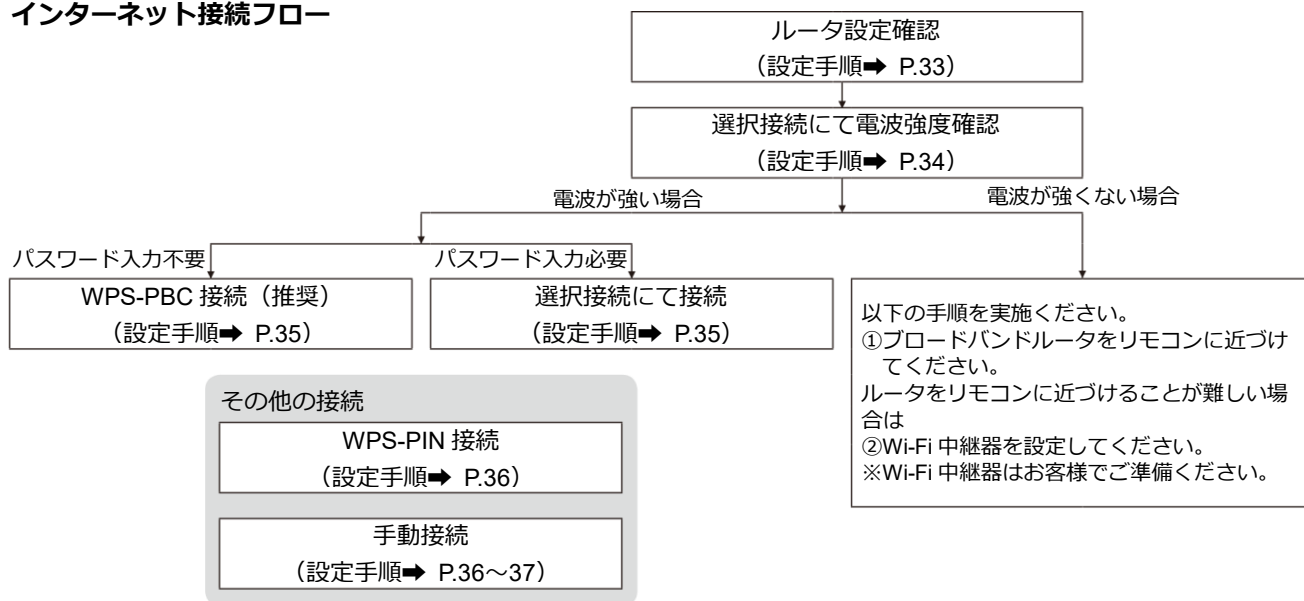 インターネット接続フロー
ルータ設定確認
（設定手順➡ P.33）
選択接続にて電波強度確認
（設定手順➡ P.34）
電波が強い場合
電波が強くない場合
パスワード入力不要
パスワード入力必要
WPS-PBC 接続（推奨）
（設定手順➡ P.35）
選択接続にて接続
（設定手順➡ P.35）
以下の手順を実施ください。
①ブロードバンドルータをリモコンに近づけ
てください。
ルータをリモコンに近づけることが難しい場
合は
②Wi-Fi 中継器を設定してください。
※Wi-Fi 中継器はお客様でご準備ください。
その他の接続
WPS-PIN 接続
（設定手順➡ P.36）
手動接続
（設定手順➡ P.36～37）